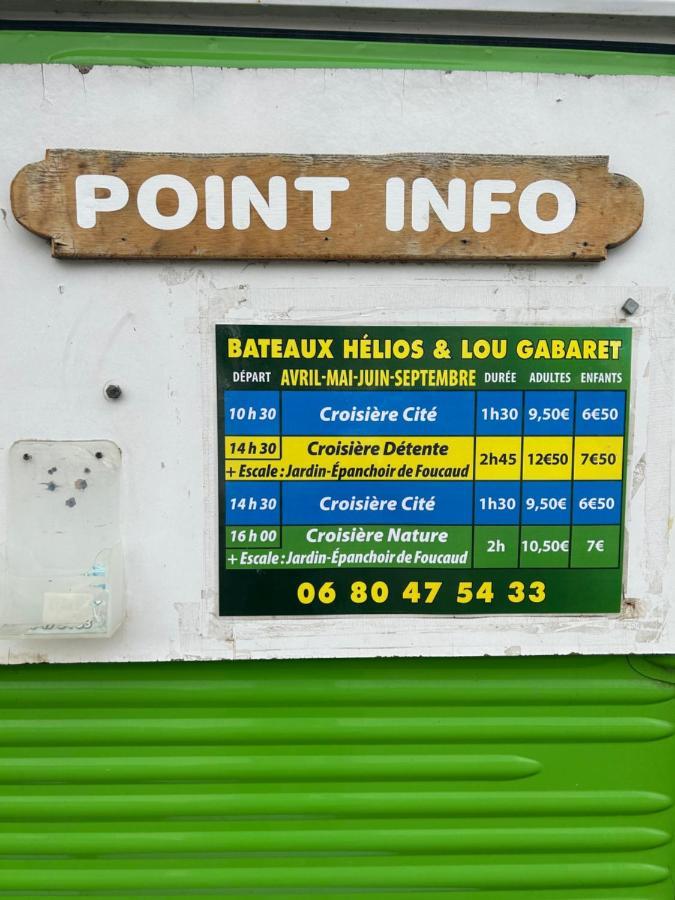 POINT INFO
BATEAUX HÉLIOS & LOU GABARET
DÉPART AVRIL-MAI-JUIN-SEPTEMBRE DURÉE ADULTES ENFANTS
10 h 30 Croisière Cité 1h30 9,50€ 6€50
14 h 30 Croisière Détente 2h45 12€50 7€50
+ Escale : Jardin-Épanchoir de Foucaud
14 h 30 Croisière Cité 1h30 9,50€ 6€50
16 h 00 Croisière Nature 2h 10,50€ 7€
+ Escale : Jardin-Épanchoir de Foucaud
06 80 47 54 33